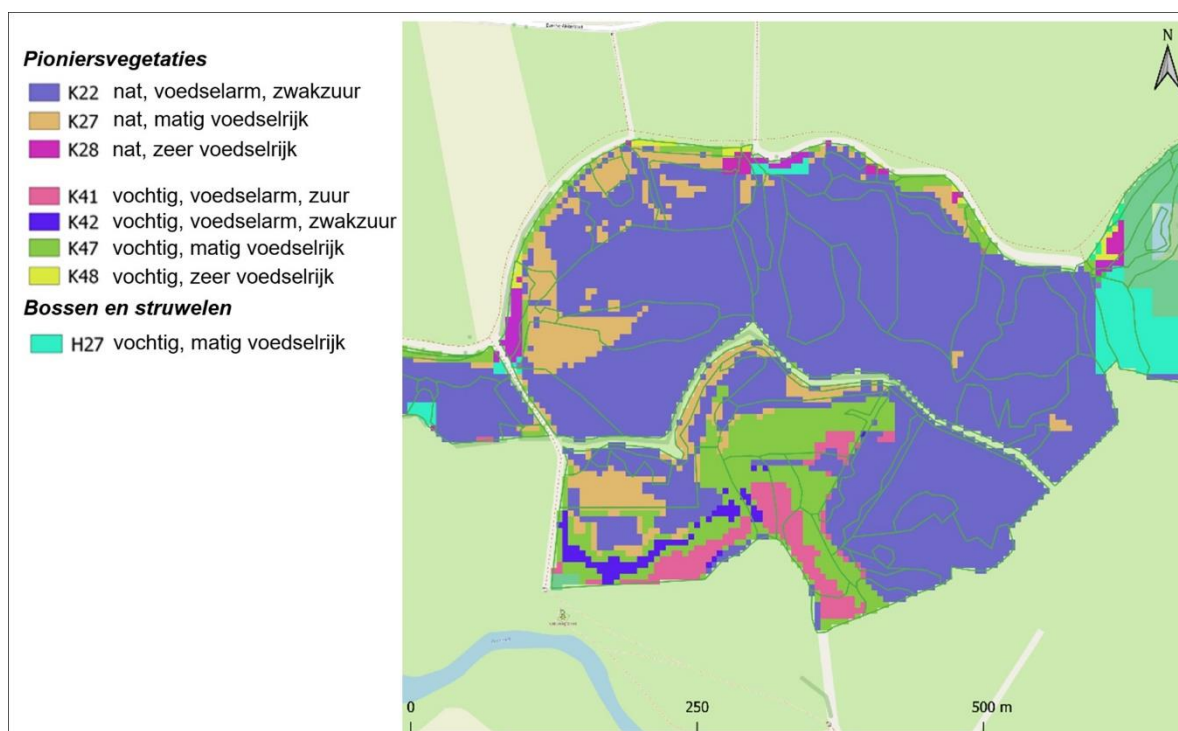 Pioniersvegetaties
K22 nat, voedselarm, zwakzuur
K27 nat, matig voedselrijk
K28 nat, zeer voedselrijk
K41 vochtig, voedselarm, zuur
K42 vochtig, voedselarm, zwakzuur
K47 vochtig, matig voedselrijk
K48 vochtig, zeer voedselrijk
Bossen en struwelen
H27 vochtig, matig voedselrijk
N
0 250 500 m